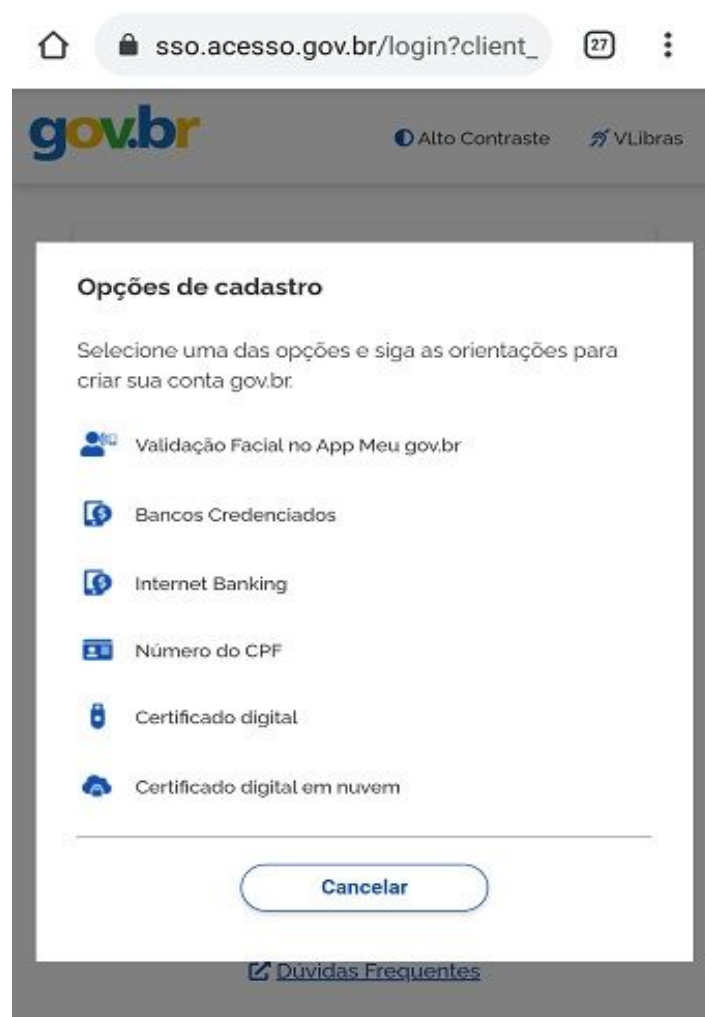 sso.acesso.gov.br/login?client_
27
gov.br
Alto Contraste
VLibras
Opções de cadastro
Selecione uma das opções e siga as orientações para
criar sua conta gov.br.
Validação Facial no App Meu gov.br
Bancos Credenciados
Internet Banking
Número do CPF
Certificado digital
Certificado digital em nuvem
Cancelar
Dúvidas Frequentes